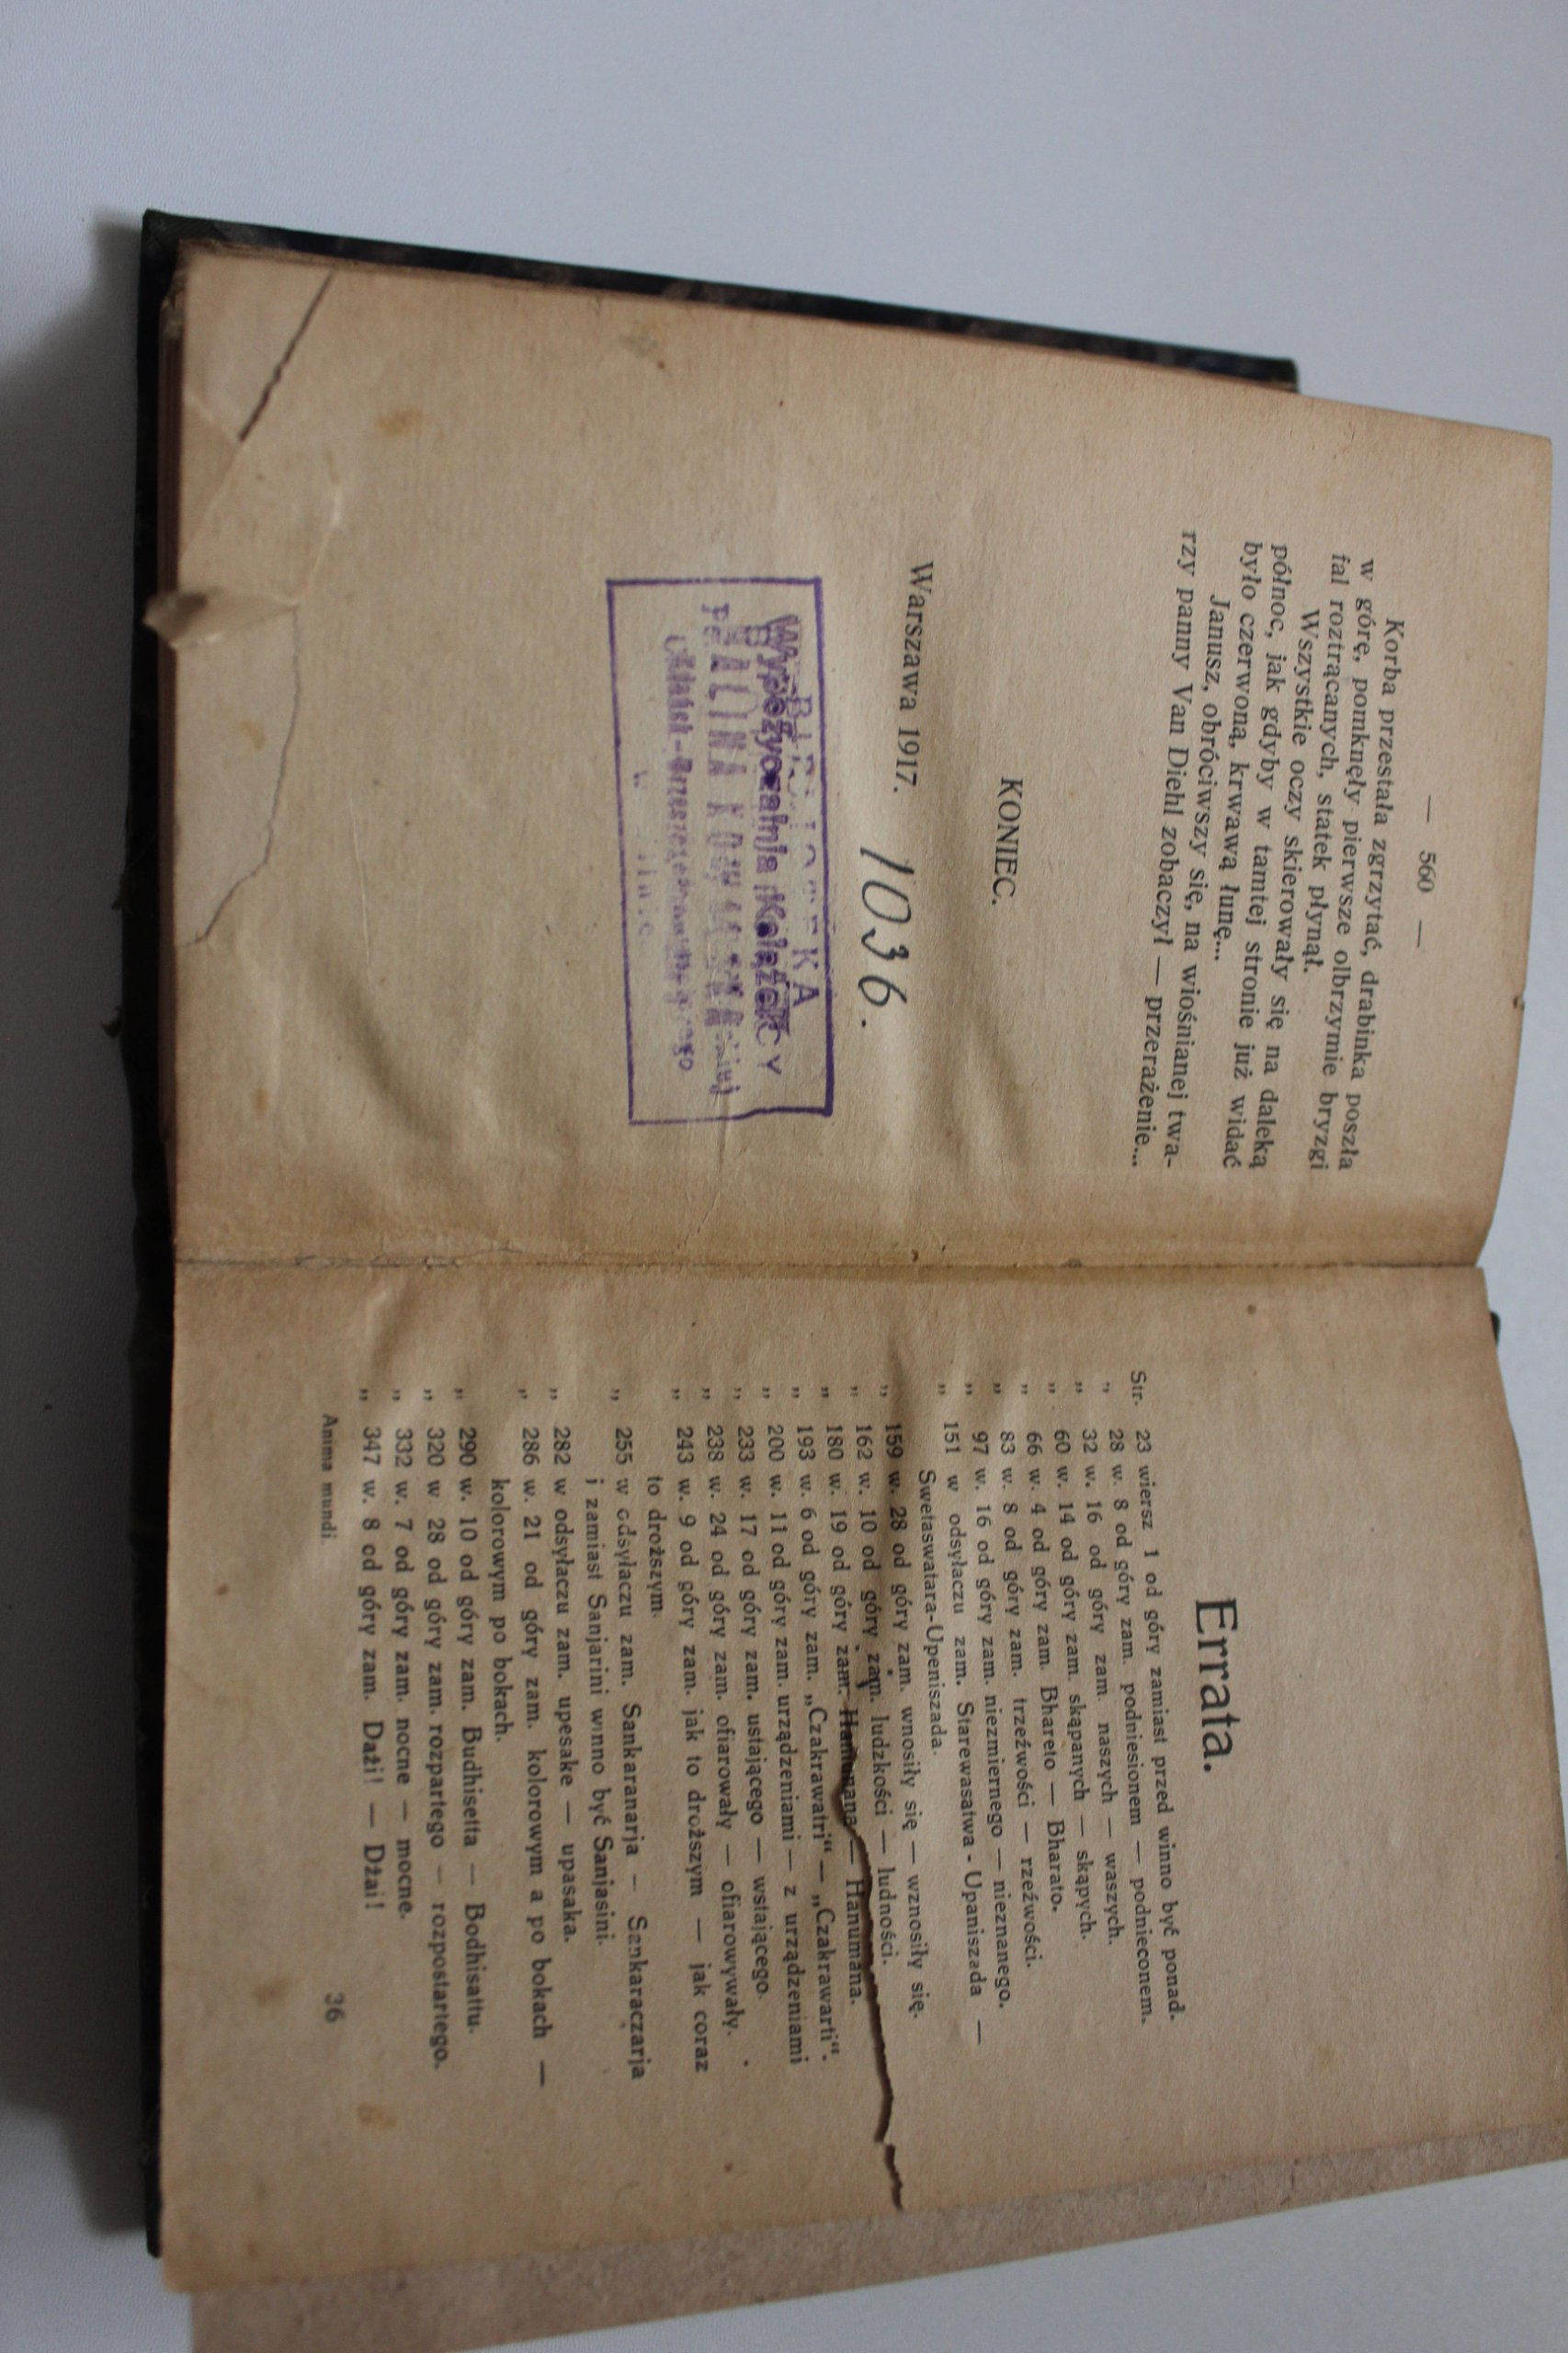 — 560 —
Korba przestała zgrzytać, drabinka poszła
w górę, pomknęły pierwsze olbrzymie bryzgi
fal roztrącanych, statek płynął.
Wszystkie oczy skierowały się na daleką
północ, jak gdyby w tamtej stronie już widać
było czerwoną, krwawą łunę...
Janusz, obróciwszy się, na wiośnianej twa-
rzy panny Van Diehl zobaczył — przerażenie...
KONIEC.
Warszawa 1917.
1036.
Wypożyczalnia Książek
HALINA
Gdańsk-Wrzeszcz
Errata.
Str. 23 wiersz 1 od góry zamiast przed winno być ponad.
„ 28 w. 8 od góry zam. podniesionem — podnieconem.
„ 32 w. 16 od góry zam. naszych — waszych.
„ 60 w. 14 od góry zam. skąpanych — skąpych.
„ 66 w. 4 od góry zam. Bhareto — Bharato.
„ 83 w. 8 od góry zam. trzeźwości — rzeźwości.
„ 97 w. 16 od góry zam. niezmiernego — nieznanego.
„ 151 w odsyłaczu zam. Starewasatwa - Upaniszada —
Swetaswatara-Upeniszada.
„ 159 w. 28 od góry zam. wnosiły się — wznosiły się.
„ 162 w. 10 od góry zam. ludzkości — ludności.
„ 180 w. 19 od góry zam. — Hanumana.
„ 193 w. 6 od góry zam. „Czakrawatri“ — „Czakrawarti“.
„ 200 w. 11 od góry zam. urządzeniami — z urządzeniami
„ 233 w. 17 od góry zam. ustającego — wstającego.
„ 238 w. 24 od góry zam. ofiarowały — ofiarowywały.
„ 243 w. 9 od góry zam. jak to droższym — jak coraz
to droższym.
„ 255 w odsyłaczu zam. Sankaranarja — Sankaraczarja
i zamiast Sanjarini winno być Sanjasini.
„ 282 w odsyłaczu zam. upesake — upasaka.
„ 286 w. 21 od góry zam. kolorowym a po bokach —
kolorowym po bokach.
„ 290 w. 10 od góry zam. Budhisetta — Bodhisattu.
„ 320 w 28 od góry zam. rozpartego — rozpostartego.
„ 332 w. 7 od góry zam. nocne — mocne.
„ 347 w. 8 od góry zam. Daži! — Džai!
Anima mundi.
36